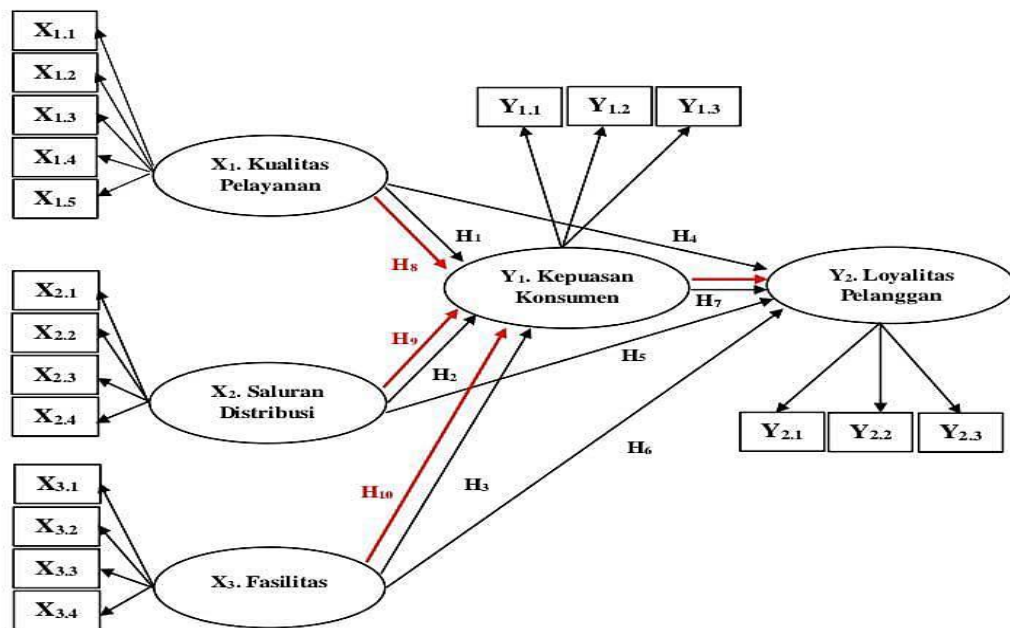 X1.1
X1.2
X1.3
X1.4
X1.5
X1. Kualitas
Pelayanan
Y1.1
Y1.2
Y1.3
H1
H8
H4
Y1. Kepuasan
Konsumen
Y2. Loyalitas
Pelanggan
H7
X2.1
X2.2
X2.3
X2.4
X2. Saluran
Distribusi
H9
H2
H5
H6
Y2.1
Y2.2
Y2.3
X3.1
X3.2
X3.3
X3.4
X3. Fasilitas
H10
H3